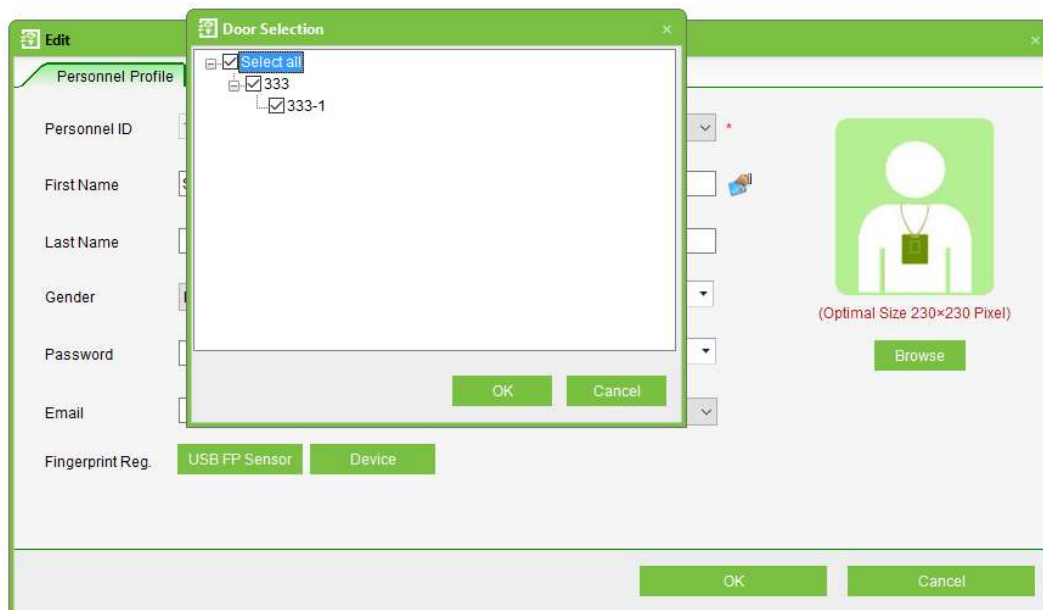 Door Selection
Edit
Select all
333
333-1
Personnel Profile
Personnel ID
*
First Name
Last Name
Gender
(Optimal Size 230×230 Pixel)
Password
Browse
OK Cancel
Email
Fingerprint Reg. USB FP Sensor Device
OK Cancel